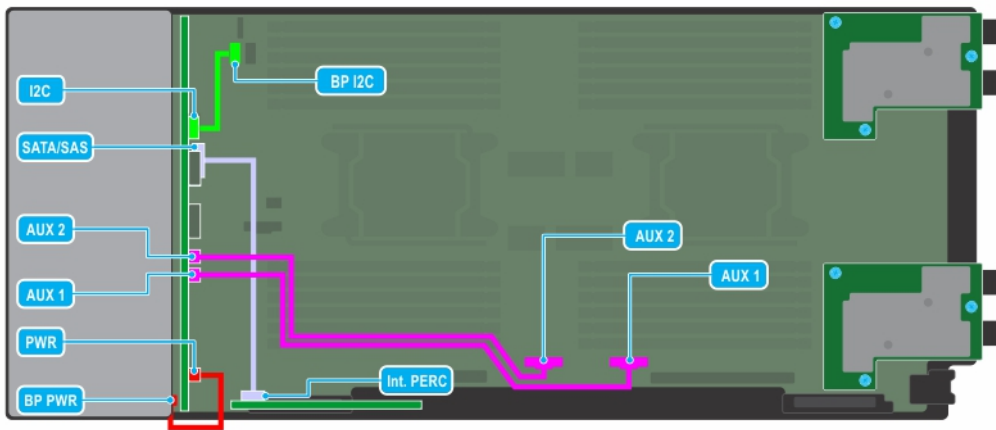 I2C
BP I2C
SATA/SAS
AUX 2
AUX 2
AUX 1
AUX 1
PWR
Int. PERC
BP PWR